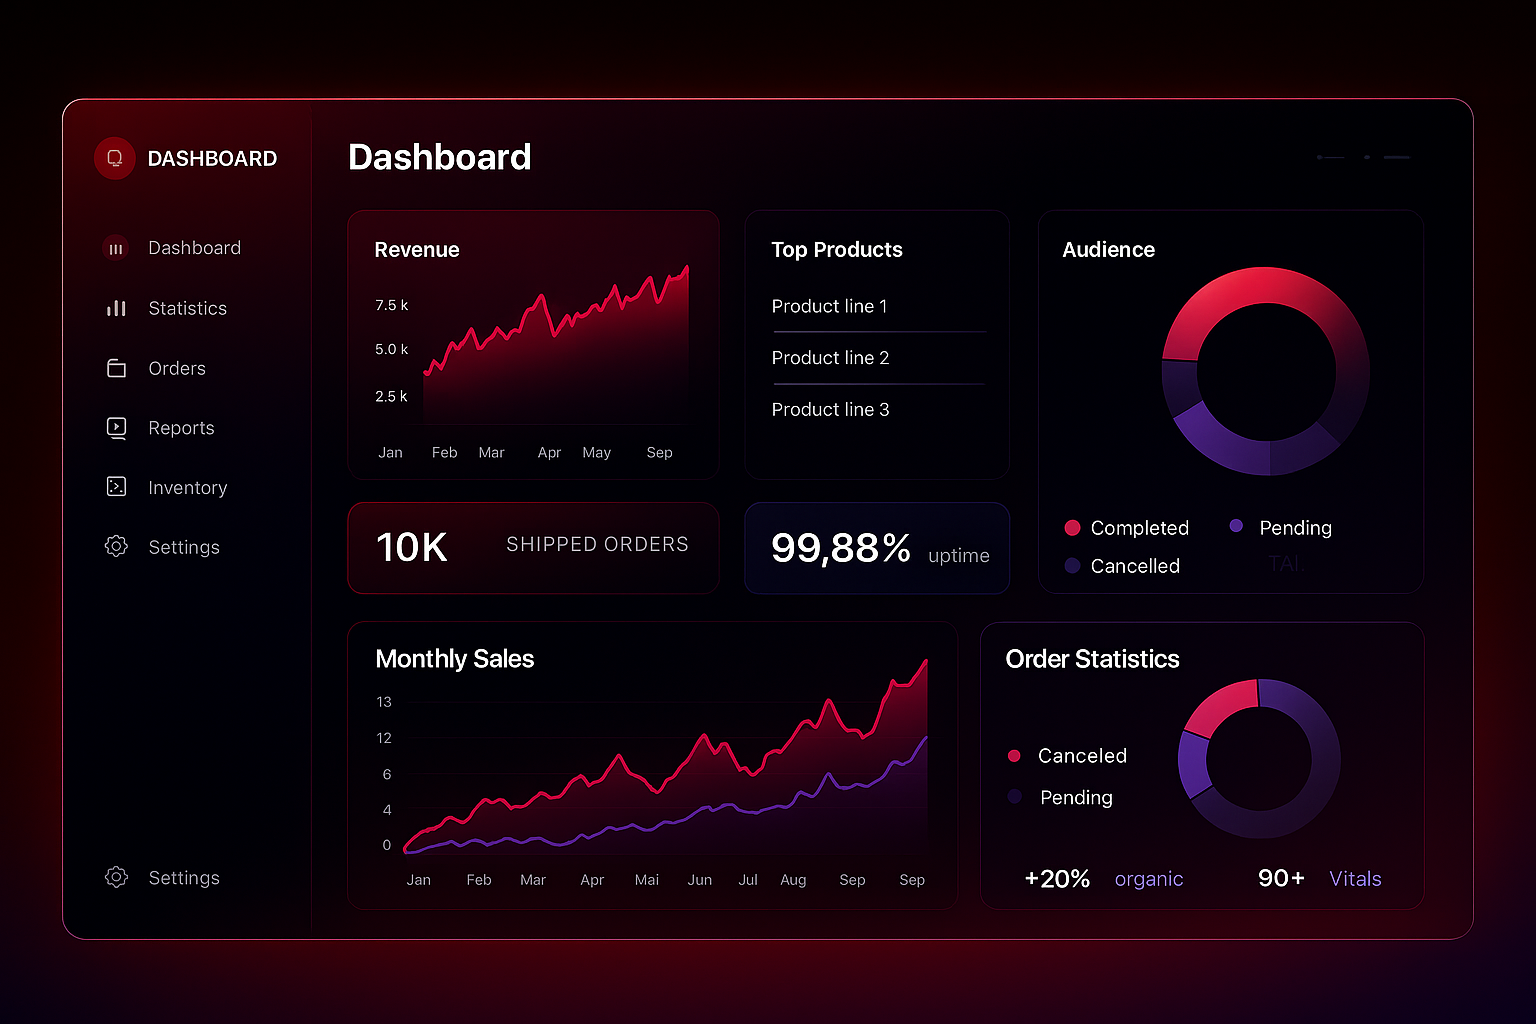 DASHBOARD
Dashboard
Statistics
Orders
Reports
Inventory
Settings
Settings
Dashboard
Revenue
7.5 k
5.0 k
2.5 k
Jan Feb Mar Apr May Sep
Top Products
Product line 1
Product line 2
Product line 3
Audience
Completed Pending
Cancelled TAI.
10K SHIPPED ORDERS
99,88% uptime
Monthly Sales
13
12
6
4
0
Jan Feb Mar Apr Mai Jun Jul Aug Sep Sep
Order Statistics
Canceled
Pending
+20% organic 90+ Vitals